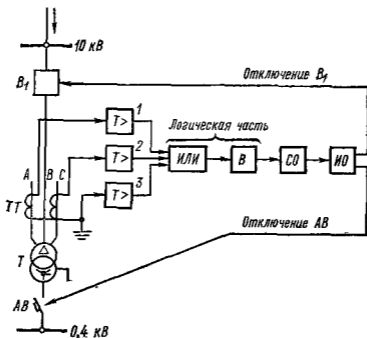 10 кВ
В₁
Отключение В₁
Т> 1
Логическая часть
А В С
Т> 2
ИЛИ В СО ИО
ТТ
Т> 3
Т
Отключение АВ
АВ
0,4 кВ